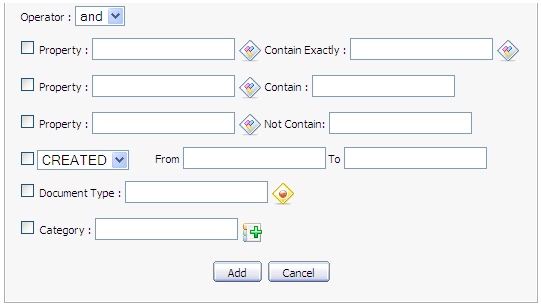 Operator : and
Property : Contain Exactly :
Property : Contain :
Property : Not Contain:
CREATED From To
Document Type :
Category :
Add Cancel